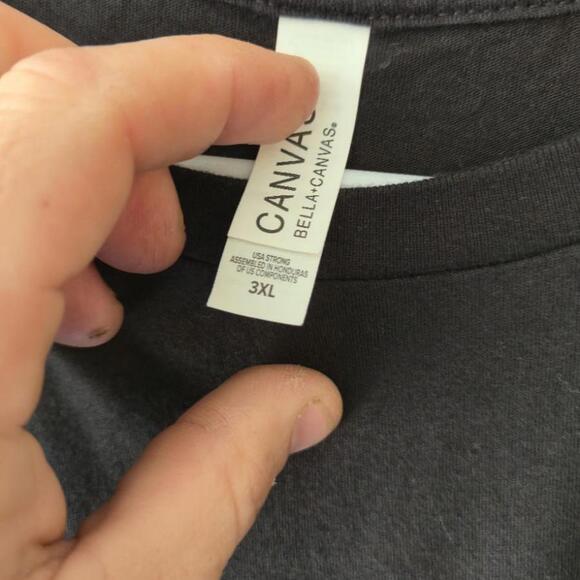 CANVAS
BELLA+CANVAS®
USA STRONG
ASSEMBLED IN HONDURAS
OF US COMPONENTS
3XL